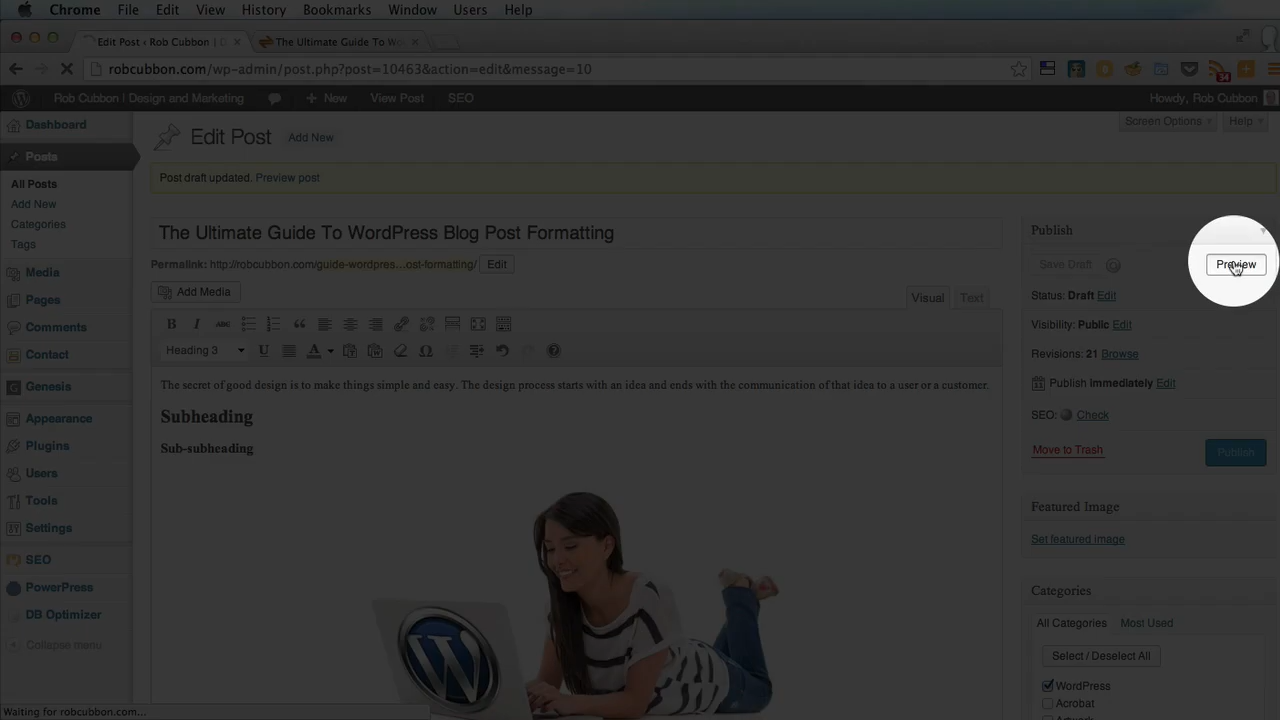 Chrome File Edit View History Bookmarks Window Users Help
Edit Post ‹ Rob Cubbon | D
The Ultimate Guide To Wo
robcubbon.com/wp-admin/post.php?post=10463&action=edit&message=10
34
Rob Cubbon | Design and Marketing + New View Post SEO Howdy, Rob Cubbon
Dashboard
Posts
All Posts
Add New
Categories
Tags
Media
Pages
Comments
Contact
Genesis
Appearance
Plugins
Users
Tools
Settings
SEO
PowerPress
DB Optimizer
Collapse menu
Screen Options Help
Edit Post Add New
Post draft updated. Preview post
The Ultimate Guide To WordPress Blog Post Formatting
Permalink: http://robcubbon.com/guide-wordpres…ost-formatting/ Edit
Add Media
Visual Text
B I ABC
Heading 3 U A Ω
The secret of good design is to make things simple and easy. The design process starts with an idea and ends with the communication of that idea to a user or a customer.
Subheading
Sub-subheading
W
Publish
Save Draft Preview
Status: Draft Edit
Visibility: Public Edit
Revisions: 21 Browse
Publish immediately Edit
SEO: Check
Move to Trash Publish
Featured Image
Set featured image
Categories
All Categories Most Used
Select / Deselect All
WordPress
Acrobat
Waiting for robcubbon.com...